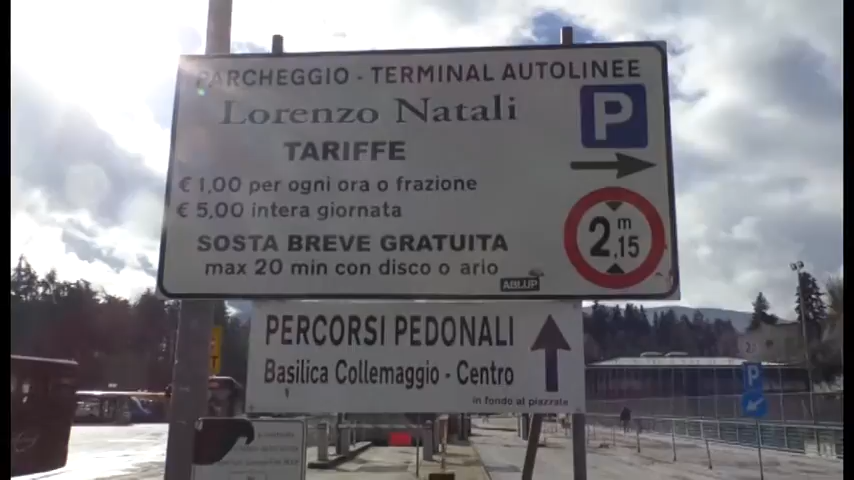 PARCHEGGIO - TERMINAL AUTOLINEE
Lorenzo Natali
P
TARIFFE
€ 1,00 per ogni ora o frazione
€ 5,00 intera giornata
2,15 m
SOSTA BREVE GRATUITA
max 20 min con disco o ario
ABLUP
PERCORSI PEDONALI
Basilica Collemaggio - Centro
in fondo al piazzale
P